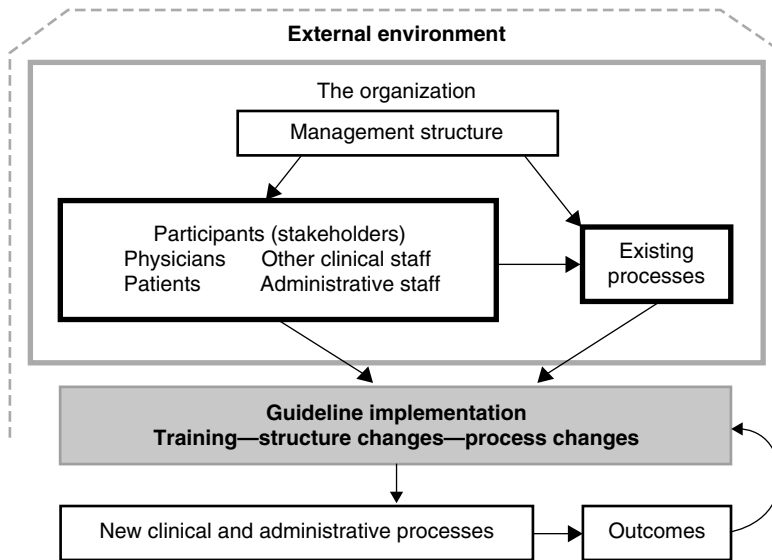 External environment
The organization
Management structure
Participants (stakeholders)
Physicians Other clinical staff
Patients Administrative staff
Existing
processes
Guideline implementation
Training—structure changes—process changes
New clinical and administrative processes
Outcomes